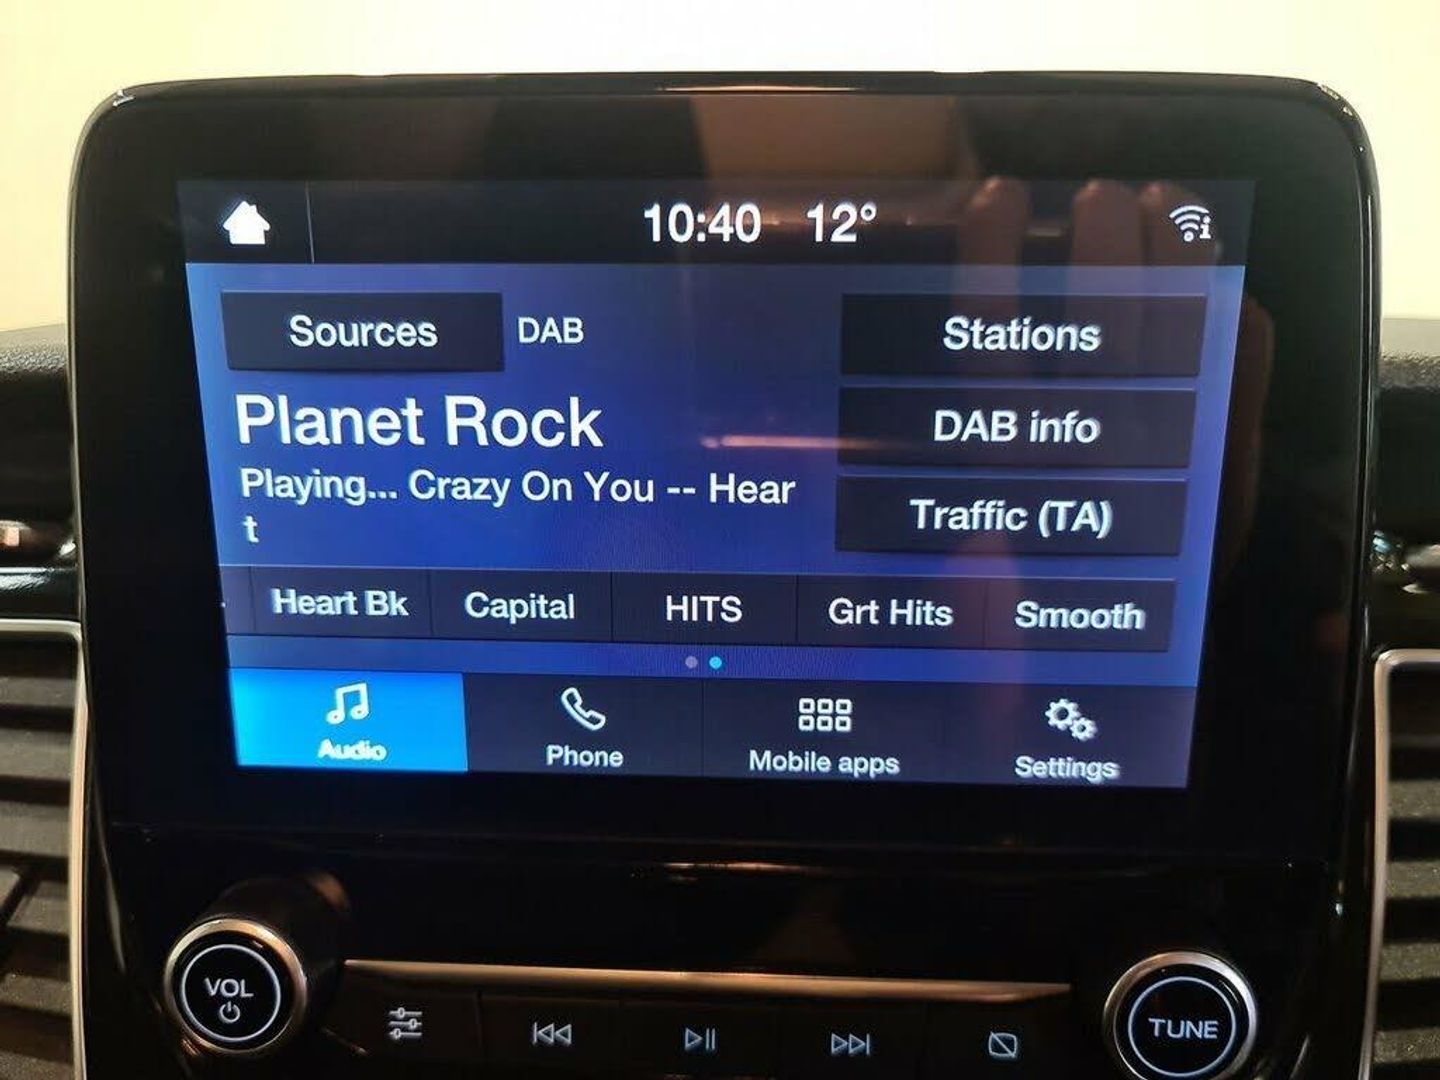 10:40 12°
Sources DAB Stations
Planet Rock DAB info
Playing... Crazy On You -- Hear
t
Traffic (TA)
Heart Bk Capital HITS Grt Hits Smooth
Audio Phone Mobile apps Settings
VOL TUNE